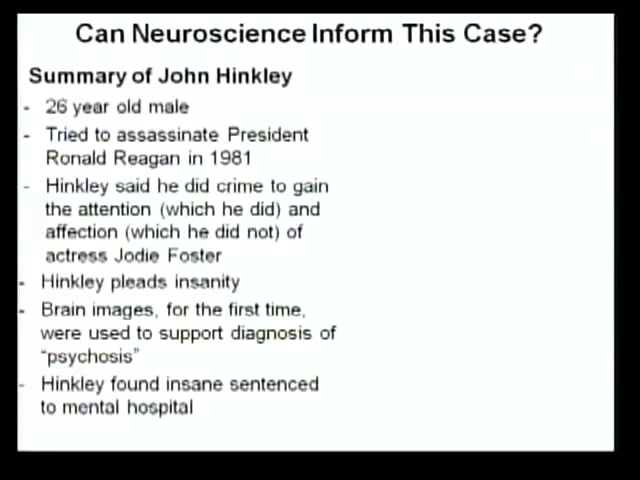 Can Neuroscience Inform This Case?
Summary of John Hinkley
- 26 year old male
- Tried to assassinate President
Ronald Reagan in 1981
- Hinkley said he did crime to gain
the attention (which he did) and
affection (which he did not) of
actress Jodie Foster
- Hinkley pleads insanity
- Brain images, for the first time,
were used to support diagnosis of
“psychosis”
- Hinkley found insane sentenced
to mental hospital